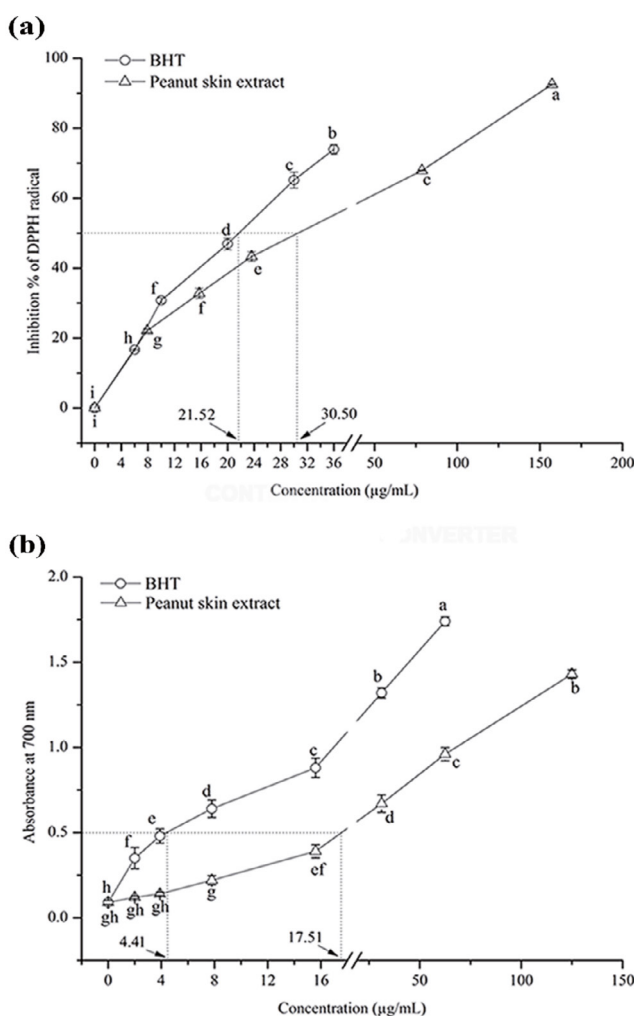 (a)
BHT
Peanut skin extract
Inhibition % of DPPH radical
100
80
60
40
20
0
a
b
c
c
d
e
f
f
h
g
i
i
21.52
30.50
0 4 8 12 16 20 24 28 32 36 50 100 150 200
Concentration (µg/mL)
(b)
BHT
Peanut skin extract
Absorbance at 700 nm
2.0
1.5
1.0
0.5
0.0
a
b
b
c
c
d
d
e
f
ef
h
gh gh gh
g
4.41
17.51
0 4 8 12 16 50 100 150
Concentration (µg/mL)